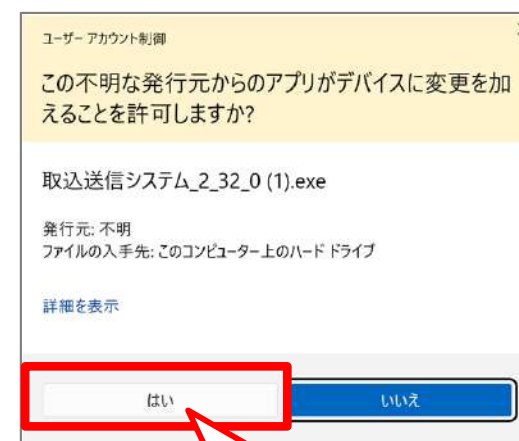 ユーザー アカウント制御
この不明な発行元からのアプリがデバイスに変更を加
えることを許可しますか?
取込送信システム_2_32_0 (1).exe
発行元: 不明
ファイルの入手先: このコンピューター上のハード ドライブ
詳細を表示
はい
いいえ